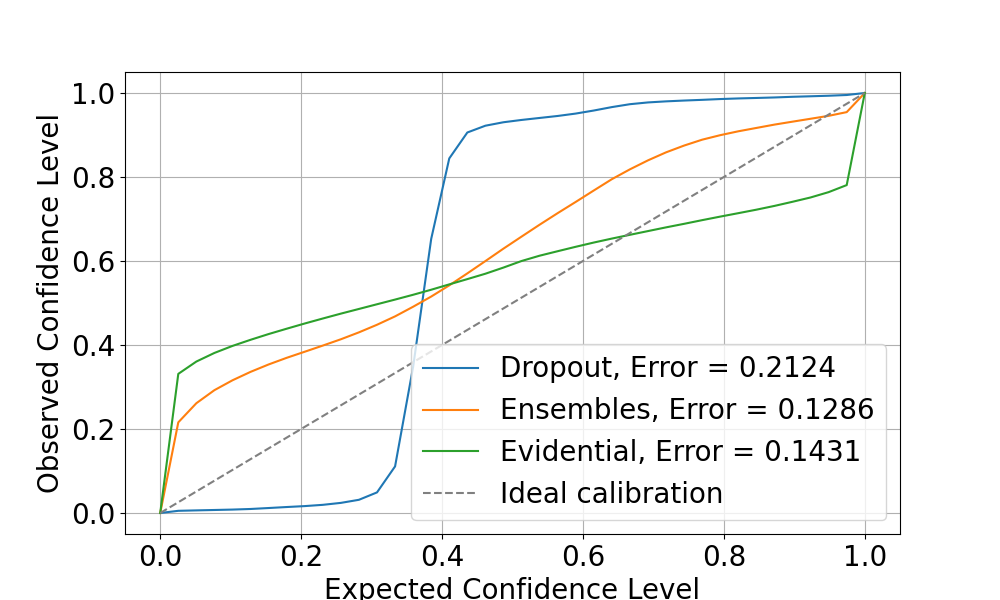 1.0
0.8
0.6
0.4
0.2
0.0
Observed Confidence Level
Dropout, Error = 0.2124
Ensembles, Error = 0.1286
Evidential, Error = 0.1431
Ideal calibration
0.0 0.2 0.4 0.6 0.8 1.0
Expected Confidence Level